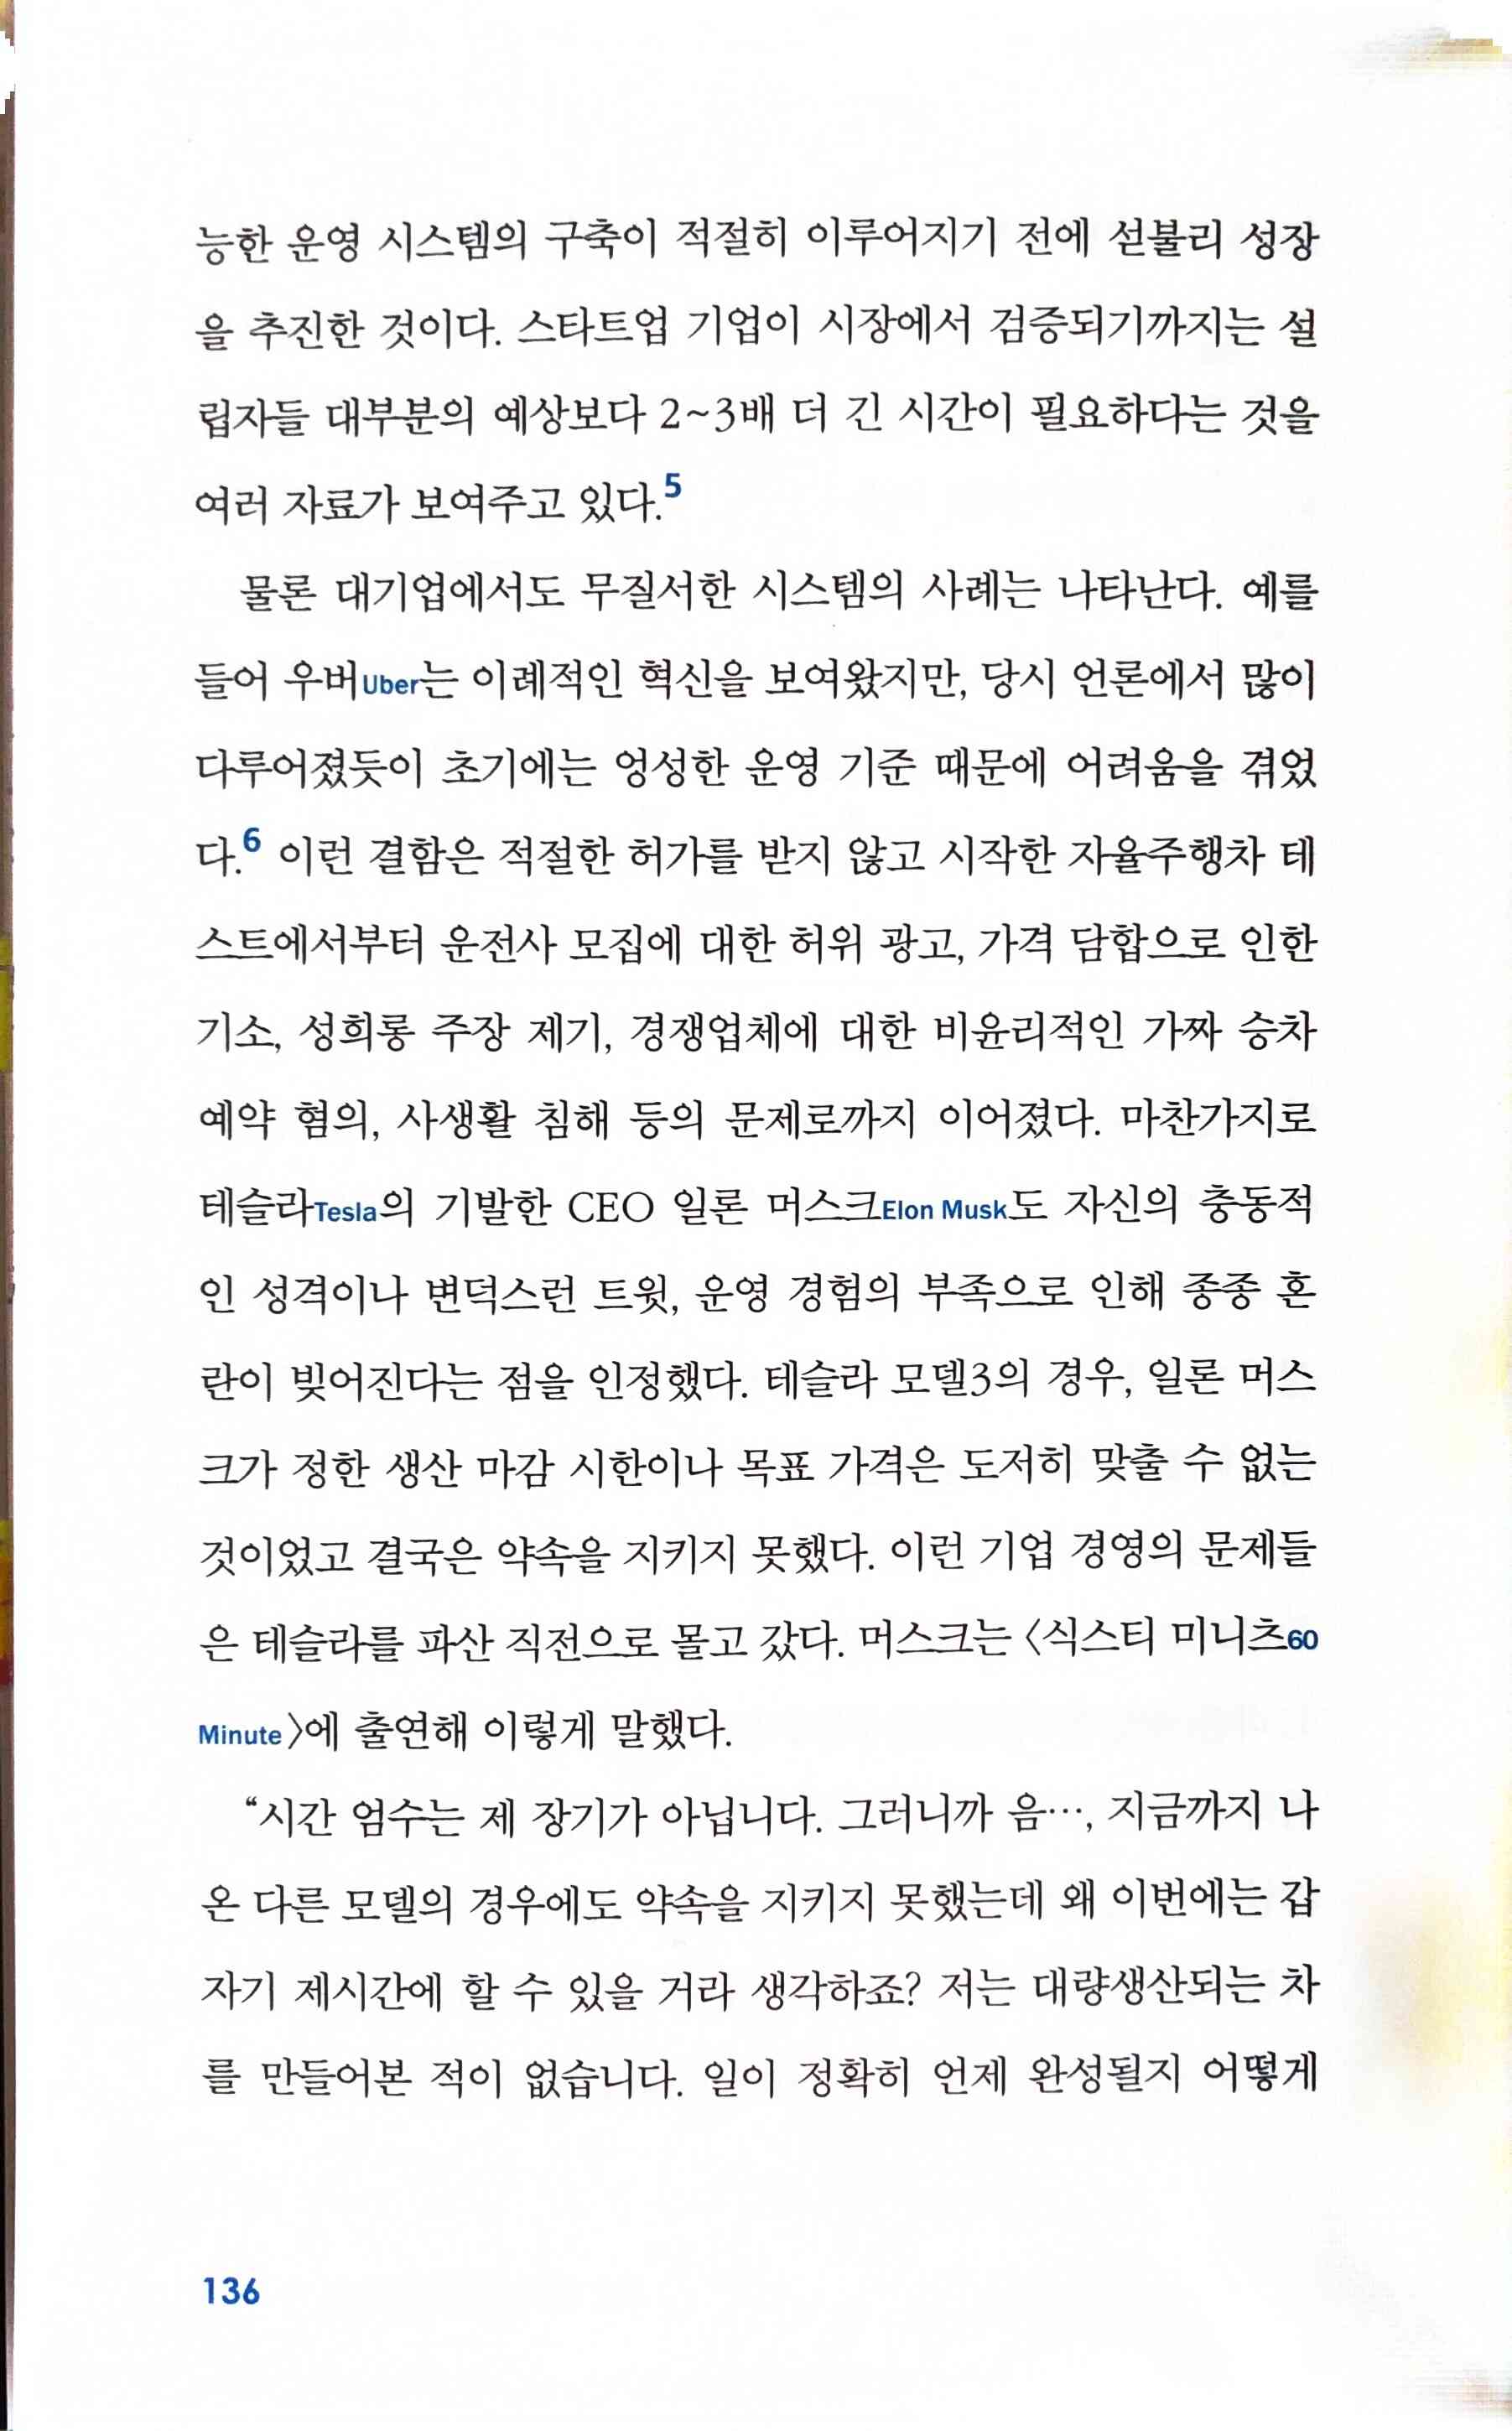 능한 운영 시스템의 구축이 적절히 이루어지기 전에 섣불리 성장
을 추진한 것이다. 스타트업 기업이 시장에서 검증되기까지는 설
립자들 대부분의 예상보다 2~3배 더 긴 시간이 필요하다는 것을
여러 자료가 보여주고 있다.5
물론 대기업에서도 무질서한 시스템의 사례는 나타난다. 예를
들어 우버Uber는 이례적인 혁신을 보여왔지만, 당시 언론에서 많이
다루어졌듯이 초기에는 엉성한 운영 기준 때문에 어려움을 겪었
다.6 이런 결함은 적절한 허가를 받지 않고 시작한 자율주행차 테
스트에서부터 운전사 모집에 대한 허위 광고, 가격 담합으로 인한
기소, 성희롱 주장 제기, 경쟁업체에 대한 비윤리적인 가짜 승차
예약 혐의, 사생활 침해 등의 문제로까지 이어졌다. 마찬가지로
테슬라Tesla의 기발한 CEO 일론 머스크Elon Musk도 자신의 충동적
인 성격이나 변덕스런 트윗, 운영 경험의 부족으로 인해 종종 혼
란이 빚어진다는 점을 인정했다. 테슬라 모델3의 경우, 일론 머스
크가 정한 생산 마감 시한이나 목표 가격은 도저히 맞출 수 없는
것이었고 결국은 약속을 지키지 못했다. 이런 기업 경영의 문제들
은 테슬라를 파산 직전으로 몰고 갔다. 머스크는 〈식스티 미니츠60
Minute〉에 출연해 이렇게 말했다.
“시간 엄수는 제 장기가 아닙니다. 그러니까 음…, 지금까지 나
온 다른 모델의 경우에도 약속을 지키지 못했는데 왜 이번에는 갑
자기 제시간에 할 수 있을 거라 생각하죠? 저는 대량생산되는 차
를 만들어본 적이 없습니다. 일이 정확히 언제 완성될지 어떻게
136